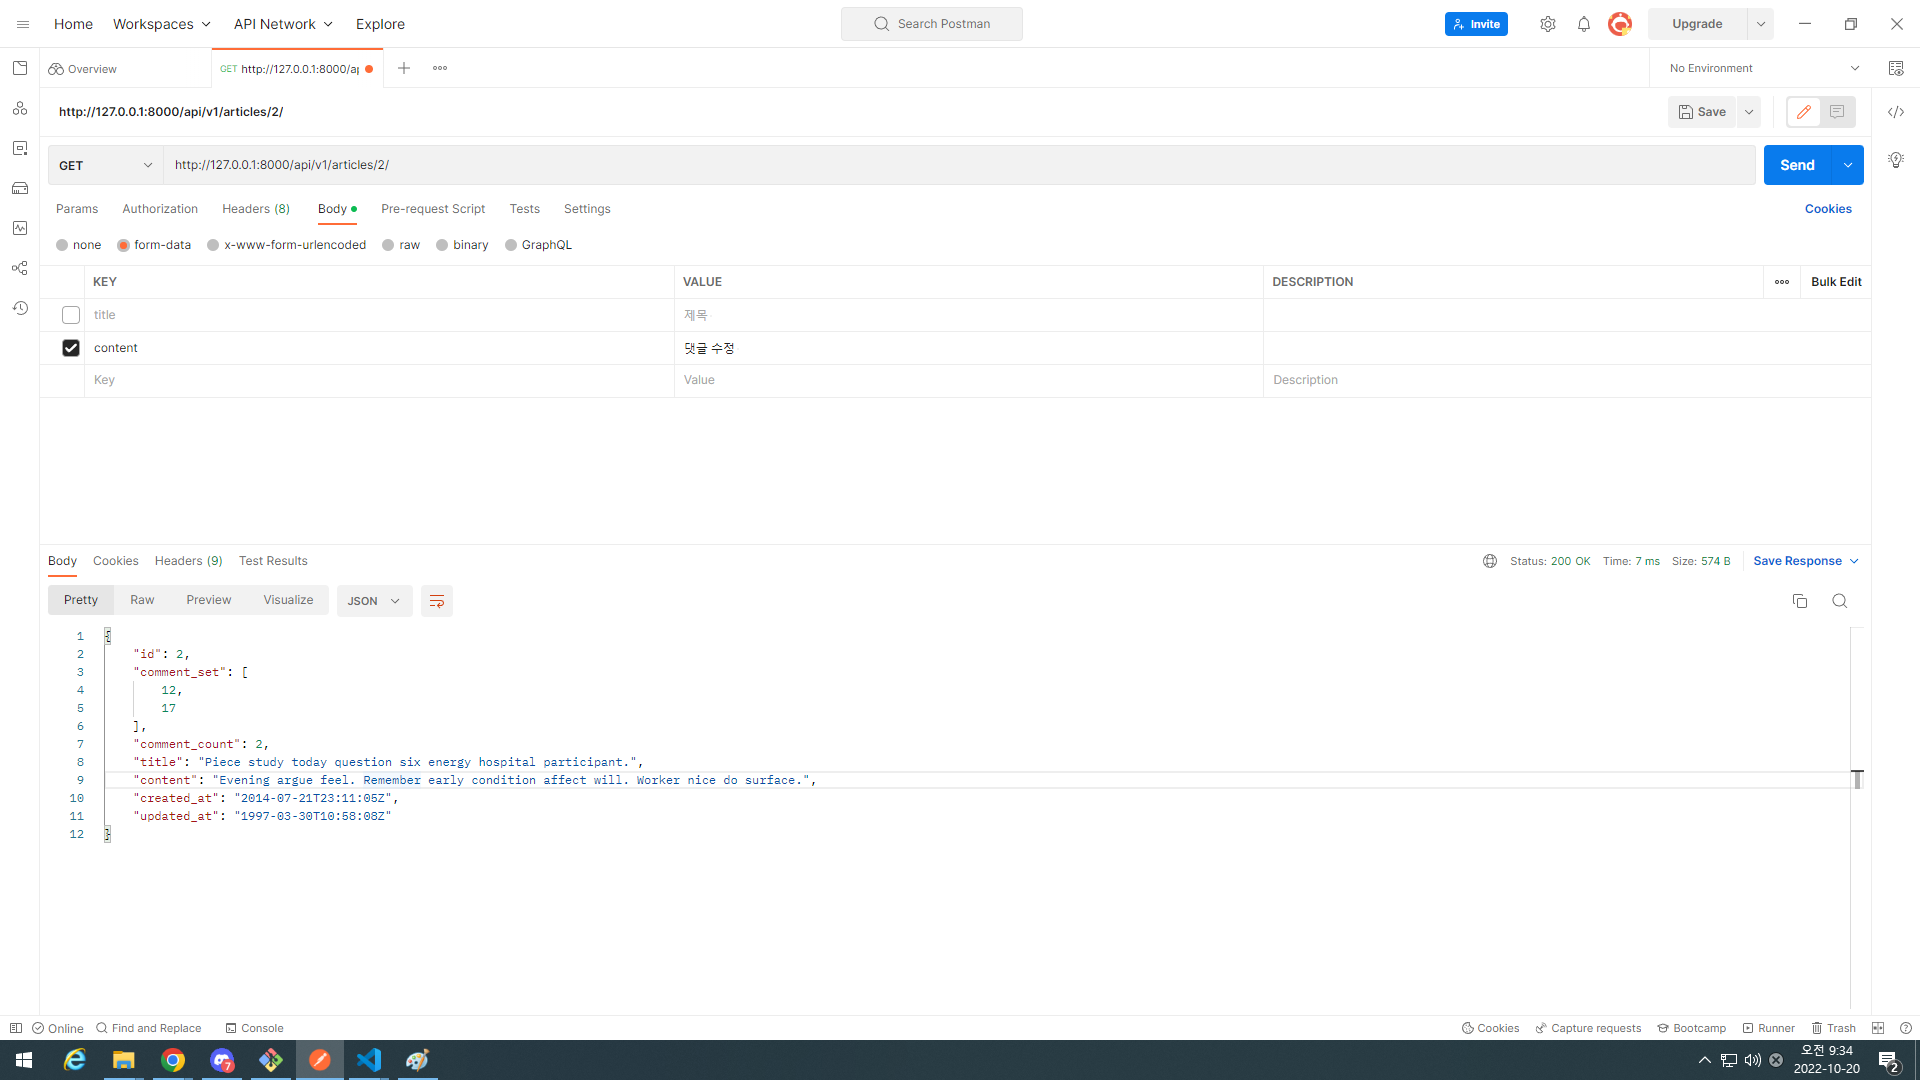 Home Workspaces API Network Explore Search Postman Invite Upgrade
Overview GET http://127.0.0.1:8000/ap No Environment
http://127.0.0.1:8000/api/v1/articles/2/ Save
GET http://127.0.0.1:8000/api/v1/articles/2/ Send
Params Authorization Headers (8) Body Pre-request Script Tests Settings Cookies
none form-data x-www-form-urlencoded raw binary GraphQL
KEY VALUE DESCRIPTION Bulk Edit
title 제목
content 댓글 수정
Key Value Description
Body Cookies Headers (9) Test Results Status: 200 OK Time: 7 ms Size: 574 B Save Response
Pretty Raw Preview Visualize JSON
1 {
2 "id": 2,
3 "comment_set": [
4 12,
5 17
6 ],
7 "comment_count": 2,
8 "title": "Piece study today question six energy hospital participant.",
9 "content": "Evening argue feel. Remember early condition affect will. Worker nice do surface.",
10 "created_at": "2014-07-21T23:11:05Z",
11 "updated_at": "1997-03-30T10:58:08Z"
12 }
Online Find and Replace Console Cookies Capture requests Bootcamp Runner Trash
7 오전 9:34
2022-10-20 2